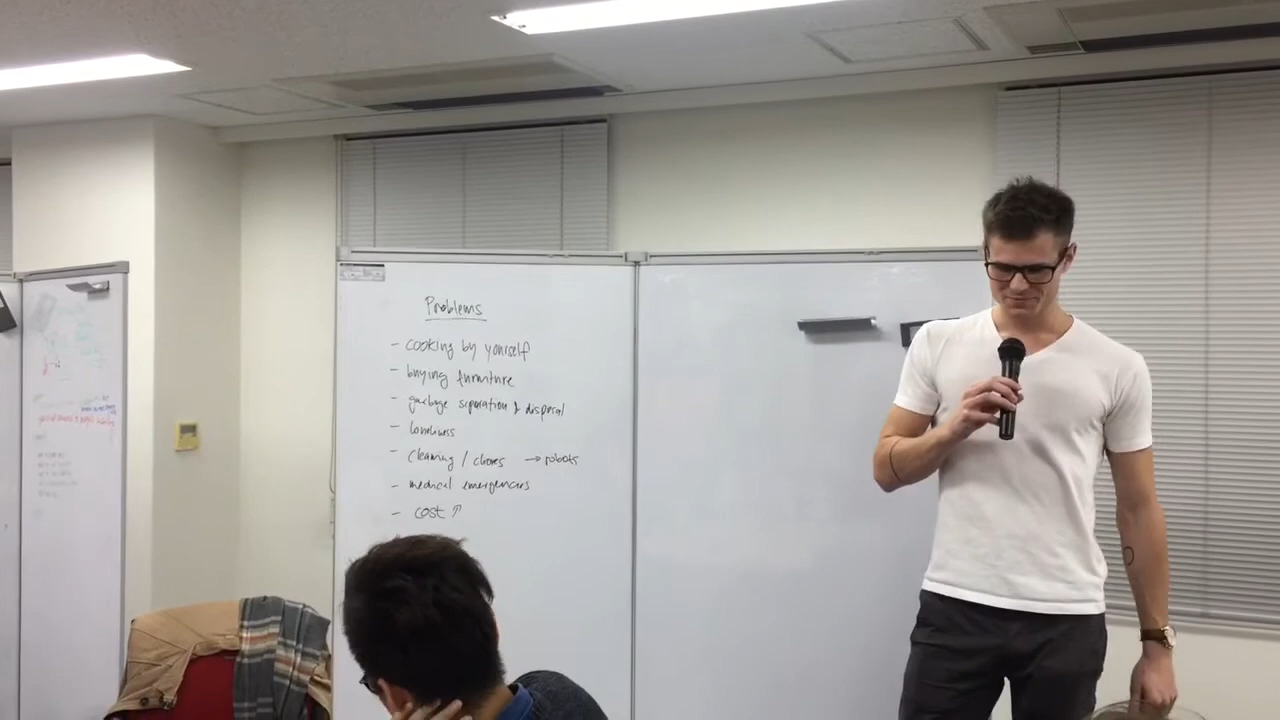 Problems
- cooking by yourself
- buying furniture
- garbage separation & disposal
- loneliness
- cleaning / chores → robots
- medical emergencies
- cost ↑